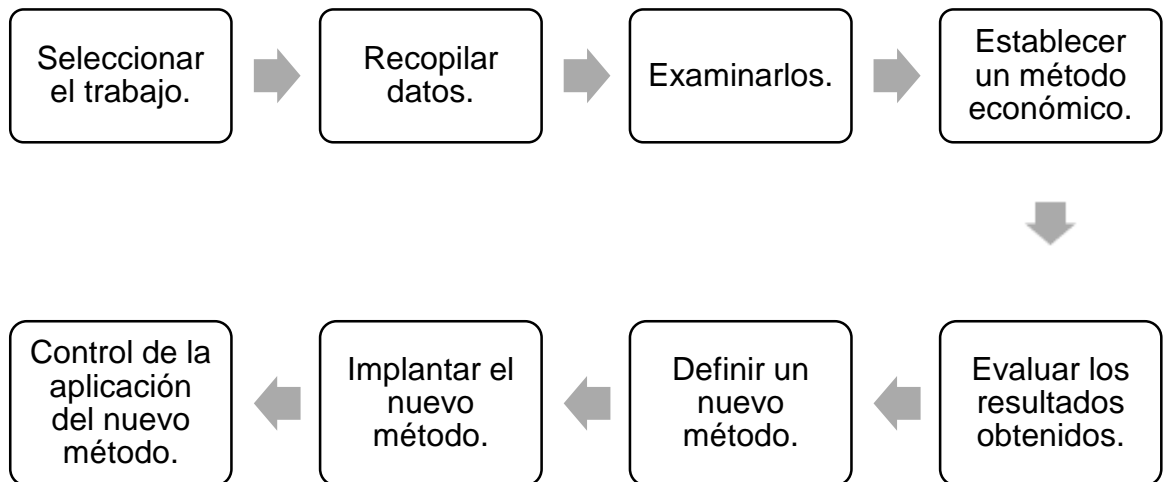 Seleccionar
el trabajo.
Recopilar
datos.
Examinarlos.
Establecer
un método
económico.
Evaluar los
resultados
obtenidos.
Definir un
nuevo
método.
Implantar el
nuevo
método.
Control de la
aplicación
del nuevo
método.